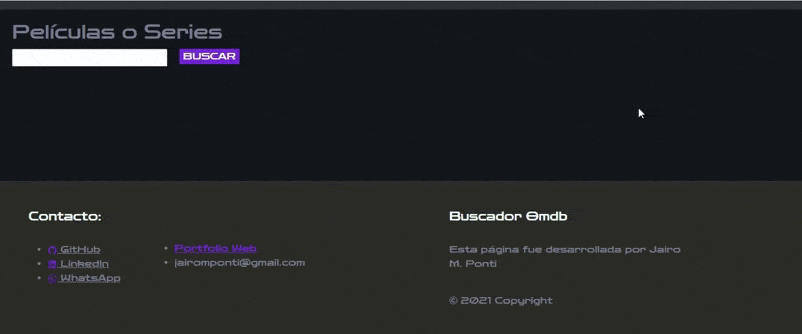 Películas o Series
BUSCAR
Contacto:
GitHub
LinkedIn
WhatsApp
Portfolio Web
jairomponti@gmail.com
Buscador Omdb
Esta página fue desarrollada por Jairo
M. Ponti
© 2021 Copyright